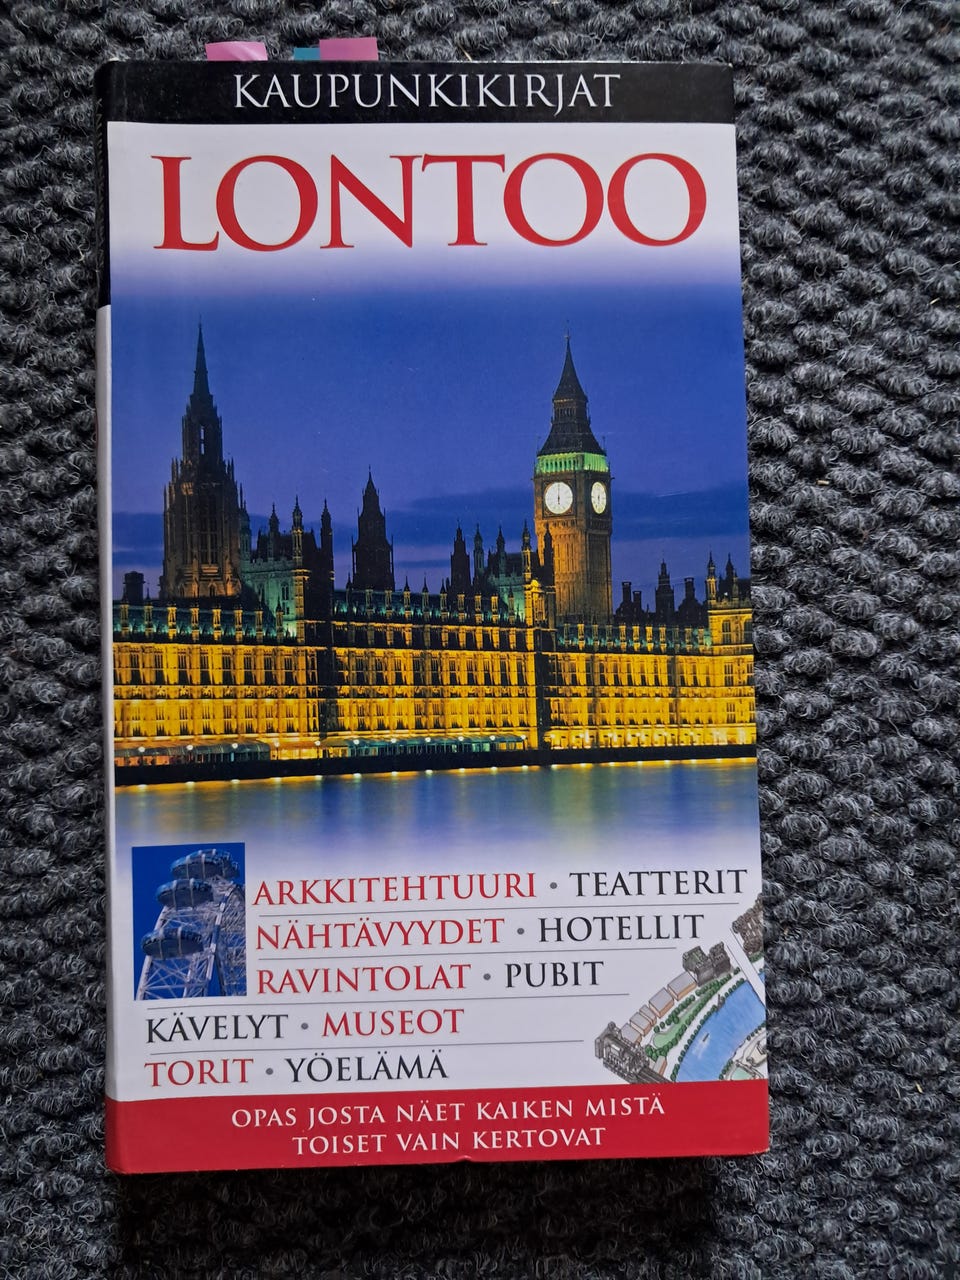 KAUPUNKIKIRJAT
LONTOO
ARKKITEHTUURI • TEATTERIT
NÄHTÄVYYDET • HOTELLIT
RAVINTOLAT • PUBIT
KÄVELYT • MUSEOT
TORIT • YÖELÄMÄ
OPAS JOSTA NÄET KAIKEN MISTÄ
TOISET VAIN KERTOVAT